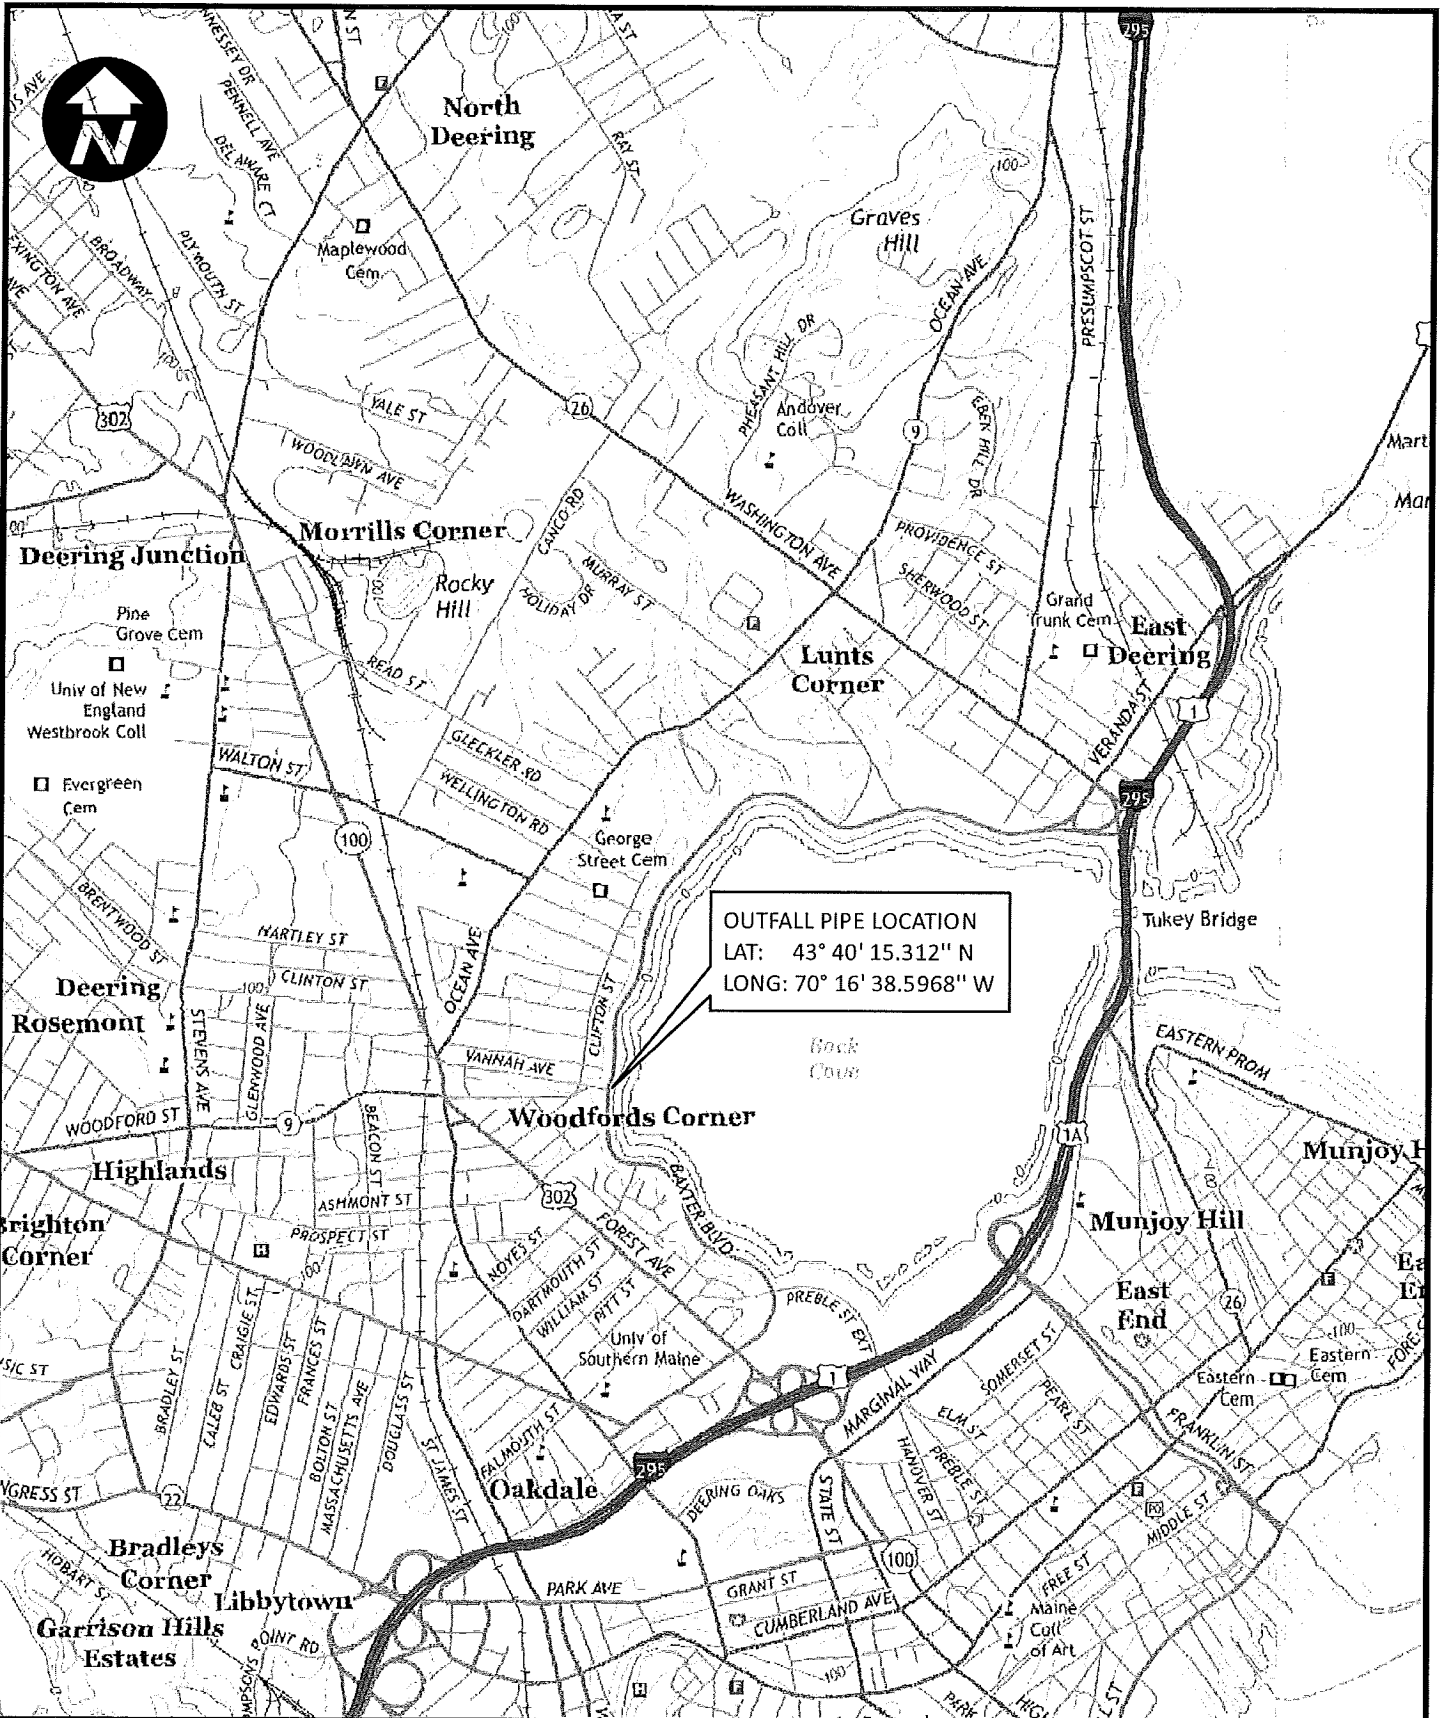 N
295
North
Deering
PENNELL AVE
DELAWARE CT
RAY ST
100
Maplewood
Cem
Graves
Hill
BROADWAY
PLYMOUTH ST
OCEAN AVE
PRESUMPSCOT ST
PHEASANT HILL DR
302
YALE ST
26
Andover
Coll
9
WOODLAWN AVE
WASHINGTON AVE
CANCO RD
PROVIDENCE ST
Morrills Corner
Deering Junction
Rocky
Hill
HOLIDAY DR
MURRAY ST
SHERWOOD ST
Grand
Trunk Cem
East
Deering
Pine
Grove Cem
Lunts
Corner
READ ST
Univ of New
England
Westbrook Coll
1
VERANDA ST
WALTON ST
GLECKLER RD
WELLINGTON RD
Evergreen
Cem
295
100
George
Street Cem
BRENTWOOD ST
OUTFALL PIPE LOCATION
LAT: 43° 40' 15.312" N
LONG: 70° 16' 38.5968" W
Tukey Bridge
HARTLEY ST
CLINTON ST
OCEAN AVE
CLIFTON ST
Deering
Rosemont
100
STEVENS AVE
GLENWOOD AVE
Back
Cove
EASTERN PROM
VANNAH AVE
WOODFORD ST
9
BEACON ST
Woodfords Corner
1A
Highlands
BAXTER BLVD
302
ASHMONT ST
PROSPECT ST
Corner
H
Munjoy Hill
NOYES ST
FOREST AVE
DARTMOUTH ST
WILLIAM ST
PITT ST
PREBLE ST EXT
East
End
26
100
CRAIGIE ST
EDWARDS ST
FRANCES ST
BRADLEY ST
CALEB ST
BOLTON ST
MASSACHUSETTS AVE
DOUGLASS ST
ST JAMES ST
Univ of
Southern Maine
1
MARGINAL WAY
SOMERSET ST
PEARL ST
ELM ST
Eastern
Cem
Eastern
Cem
FRANKLIN ST
FALMOUTH ST
Oakdale
295
DEERING OAKS
STATE ST
HANOVER ST
PREBLE ST
MIDDLE ST
PO
22
Bradleys
Corner
HOBART ST
Libbytown
Garrison Hills
Estates
POINT RD
PARK AVE
GRANT ST
CUMBERLAND AVE
100
FREE ST
Maine
Coll
of Art
100
H
F